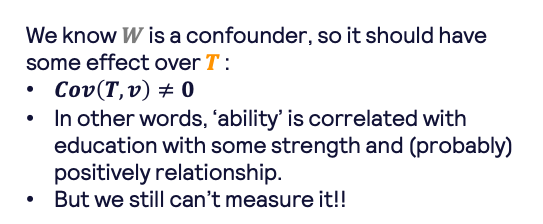 We know W is a confounder, so it should have
some effect over T :
• Cov(T, v) ≠ 0
• In other words, ‘ability’ is correlated with
education with some strength and (probably)
positively relationship.
• But we still can’t measure it!!